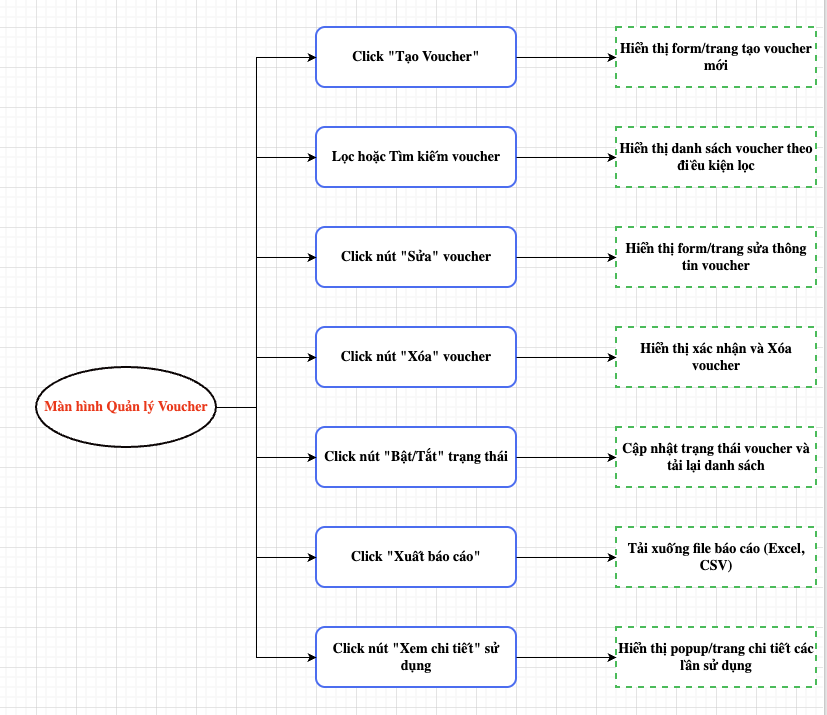 Click "Tạo Voucher"
Hiển thị form/trang tạo voucher
mới
Lọc hoặc Tìm kiếm voucher
Hiển thị danh sách voucher theo
điều kiện lọc
Click nút "Sửa" voucher
Hiển thị form/trang sửa thông
tin voucher
Click nút "Xóa" voucher
Hiển thị xác nhận và Xóa
voucher
Màn hình Quản lý Voucher
Click nút "Bật/Tắt" trạng thái
Cập nhật trạng thái voucher và
tải lại danh sách
Click "Xuất báo cáo"
Tải xuống file báo cáo (Excel,
CSV)
Click nút "Xem chi tiết" sử
dụng
Hiển thị popup/trang chi tiết các
lần sử dụng